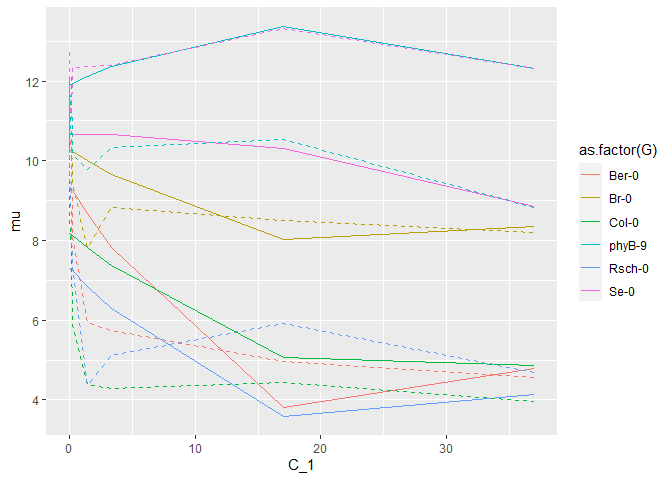 12
10
8
6
4
mu
0
10
20
30
C_1
as.factor(G)
Ber-0
Br-0
Col-0
phyB-9
Rsch-0
Se-0